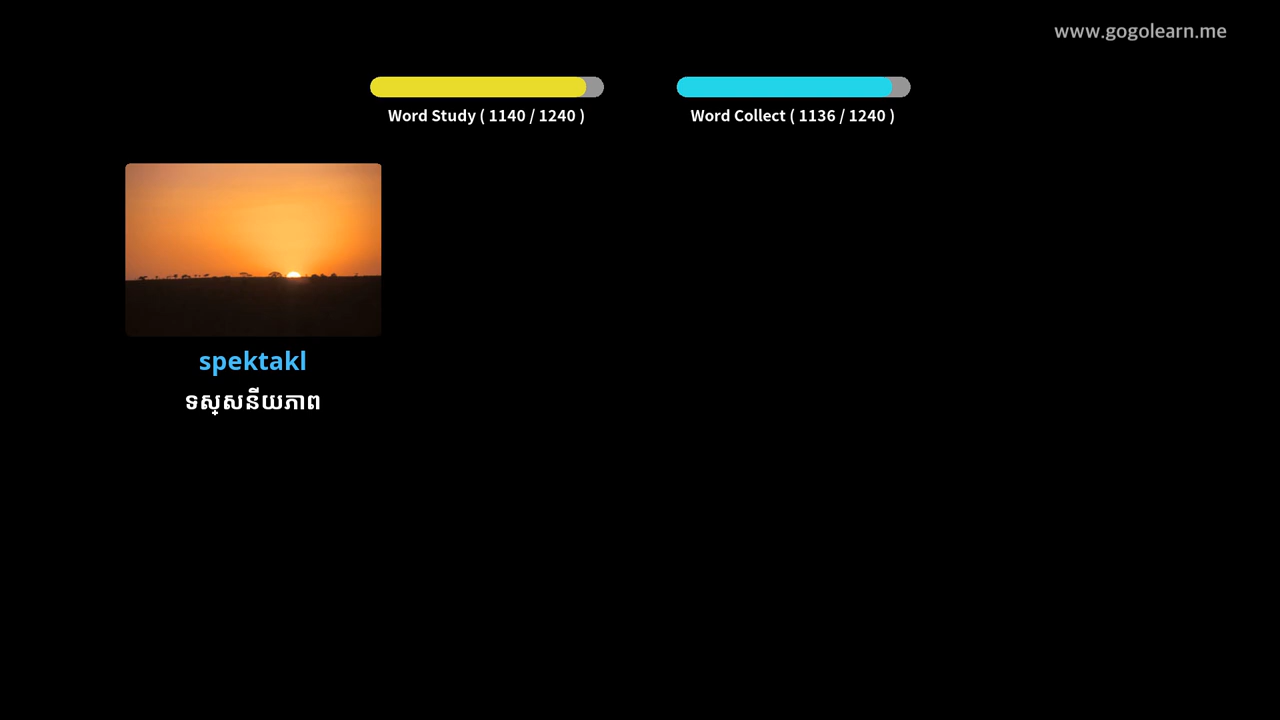 www.gogolearn.me
Word Study ( 1140 / 1240 )
Word Collect ( 1136 / 1240 )
spektakl
ទស្សនីយភាព